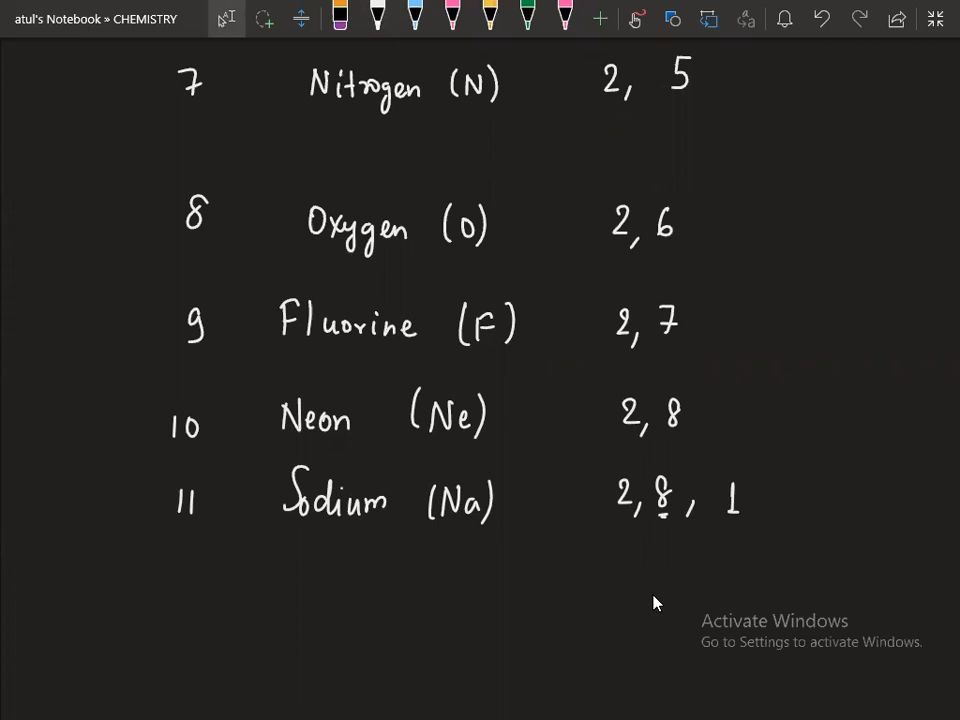 atul's Notebook » CHEMISTRY
7 Nitrogen (N) 2, 5
8 Oxygen (O) 2, 6
9 Fluorine (F) 2, 7
10 Neon (Ne) 2, 8
11 Sodium (Na) 2, 8, 1
Activate Windows
Go to Settings to activate Windows.